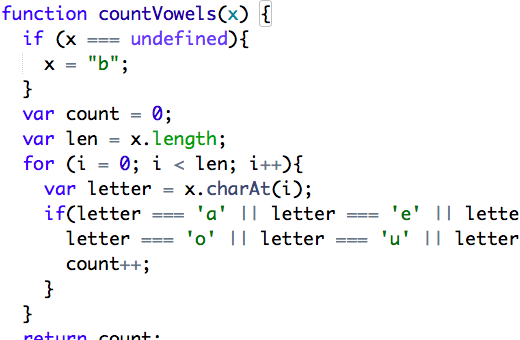 function countVowels(x) {
if (x === undefined){
x = "b";
}
var count = 0;
var len = x.length;
for (i = 0; i < len; i++){
var letter = x.charAt(i);
if(letter === 'a' || letter === 'e' || lette
letter === 'o' || letter === 'u' || letter
count++;
}
}
return count;